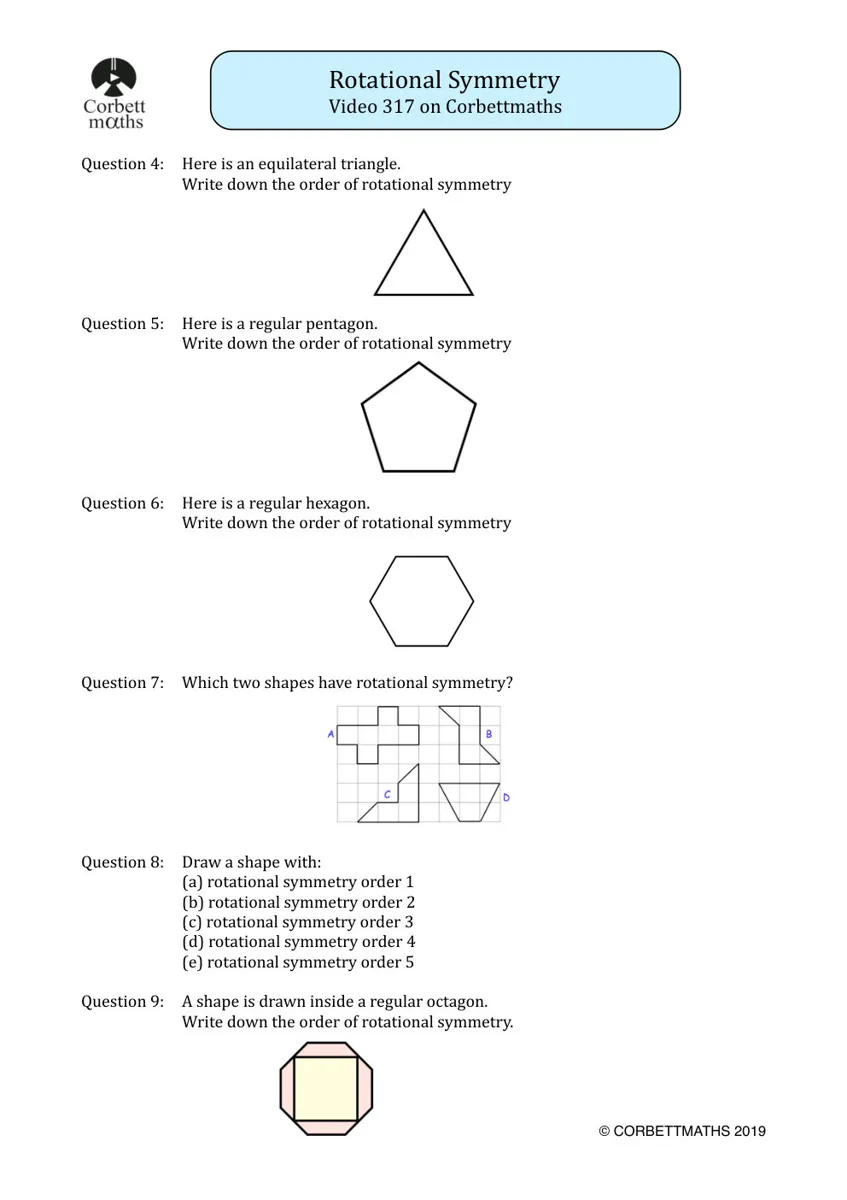 Corbett
mαths
Rotational Symmetry
Video 317 on Corbettmaths
Question 4: Here is an equilateral triangle.
Write down the order of rotational symmetry
Question 5: Here is a regular pentagon.
Write down the order of rotational symmetry
Question 6: Here is a regular hexagon.
Write down the order of rotational symmetry
Question 7: Which two shapes have rotational symmetry?
A
B
C
D
Question 8: Draw a shape with:
(a) rotational symmetry order 1
(b) rotational symmetry order 2
(c) rotational symmetry order 3
(d) rotational symmetry order 4
(e) rotational symmetry order 5
Question 9: A shape is drawn inside a regular octagon.
Write down the order of rotational symmetry.
© CORBETTMATHS 2019